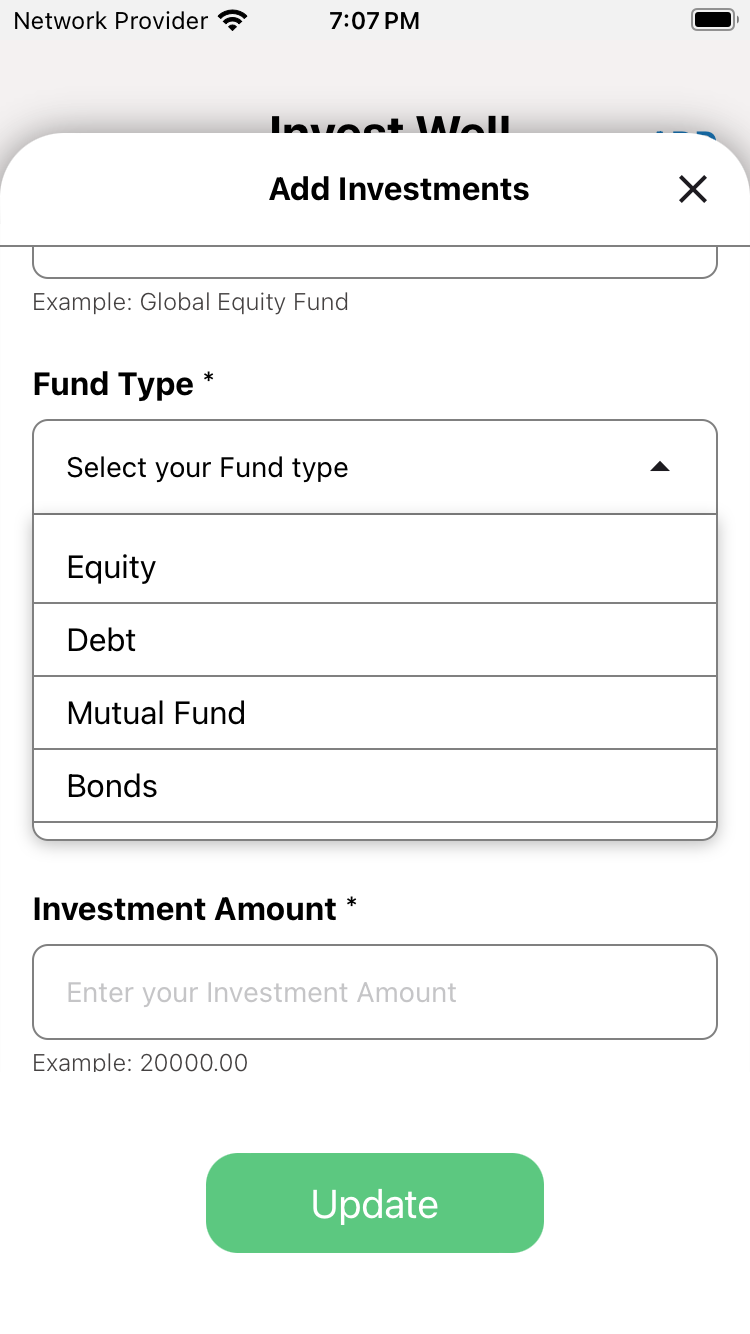 Network Provider 7:07 PM
Invest Well
Add Investments
Example: Global Equity Fund
Fund Type *
Select your Fund type
Equity
Debt
Mutual Fund
Bonds
Investment Amount *
Enter your Investment Amount
Example: 20000.00
Update